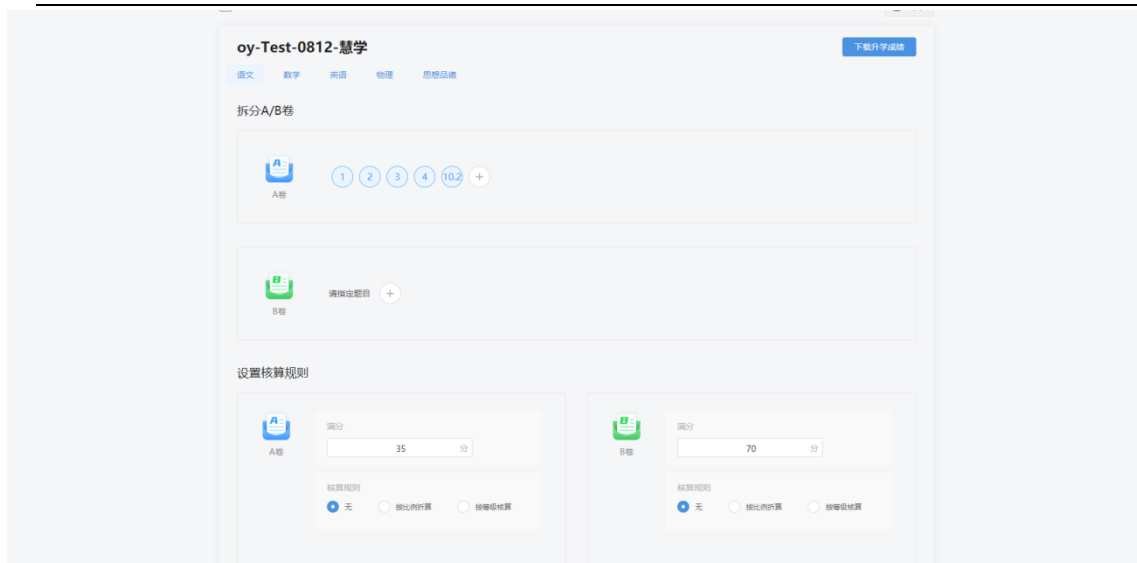 oy-Test-0812-慧学
下载升学成绩
语文 数学 英语 物理 思想品德
拆分A/B卷
A
1 2 3 4 10.2 +
A卷
B
请指定题目 +
B卷
设置核算规则
A
A卷
满分
35 分
核算规则
无 按比例折算 按等级核算
B
B卷
满分
70 分
核算规则
无 按比例折算 按等级核算